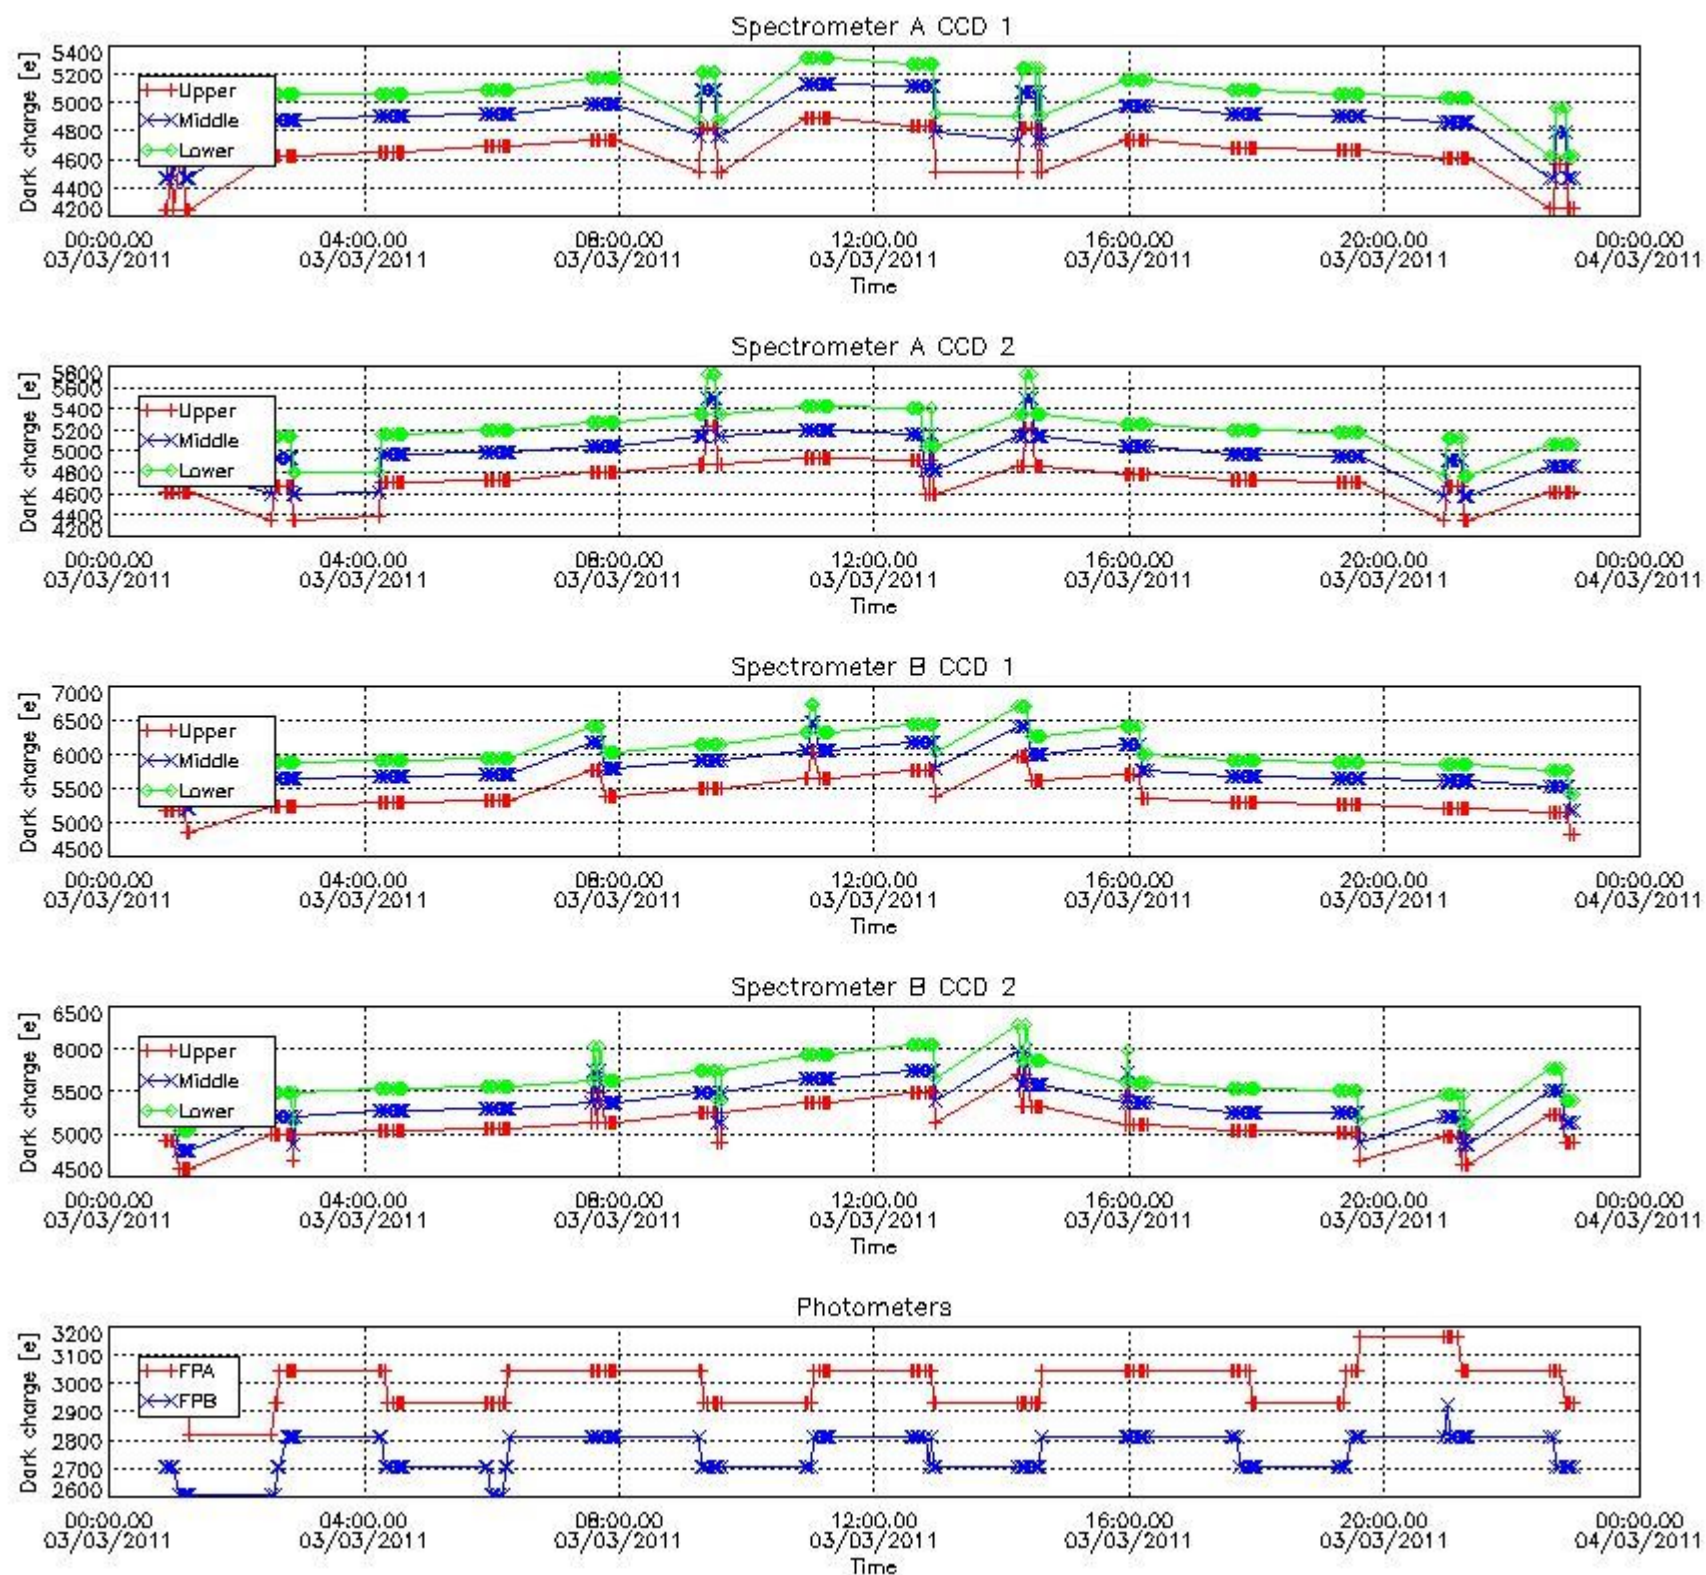 Spectrometer A CCD 1
Dark charge [e]
5400
5200
5000
4800
4600
4400
4200
Upper
Middle
Lower
00:00.00 04:00.00 08:00.00 12:00.00 16:00.00 20:00.00 00:00.00
03/03/2011 03/03/2011 03/03/2011 03/03/2011 03/03/2011 03/03/2011 04/03/2011
Time
Spectrometer A CCD 2
Dark charge [e]
5800
5600
5400
5200
5000
4800
4600
4400
4200
Upper
Middle
Lower
00:00.00 04:00.00 08:00.00 12:00.00 16:00.00 20:00.00 00:00.00
03/03/2011 03/03/2011 03/03/2011 03/03/2011 03/03/2011 03/03/2011 04/03/2011
Time
Spectrometer B CCD 1
Dark charge [e]
7000
6500
6000
5500
5000
4500
Upper
Middle
Lower
00:00.00 04:00.00 08:00.00 12:00.00 16:00.00 20:00.00 00:00.00
03/03/2011 03/03/2011 03/03/2011 03/03/2011 03/03/2011 03/03/2011 04/03/2011
Time
Spectrometer B CCD 2
Dark charge [e]
6500
6000
5500
5000
4500
Upper
Middle
Lower
00:00.00 04:00.00 08:00.00 12:00.00 16:00.00 20:00.00 00:00.00
03/03/2011 03/03/2011 03/03/2011 03/03/2011 03/03/2011 03/03/2011 04/03/2011
Time
Photometers
Dark charge [e]
3200
3100
3000
2900
2800
2700
2600
FPA
FPB
00:00.00 04:00.00 08:00.00 12:00.00 16:00.00 20:00.00 00:00.00
03/03/2011 03/03/2011 03/03/2011 03/03/2011 03/03/2011 03/03/2011 04/03/2011
Time